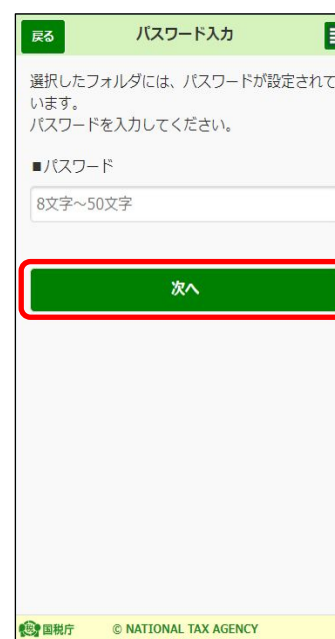 戻る
パスワード入力
選択したフォルダには、パスワードが設定されて
います。
パスワードを入力してください。
■パスワード
8文字～50文字
次へ
国税庁 © NATIONAL TAX AGENCY